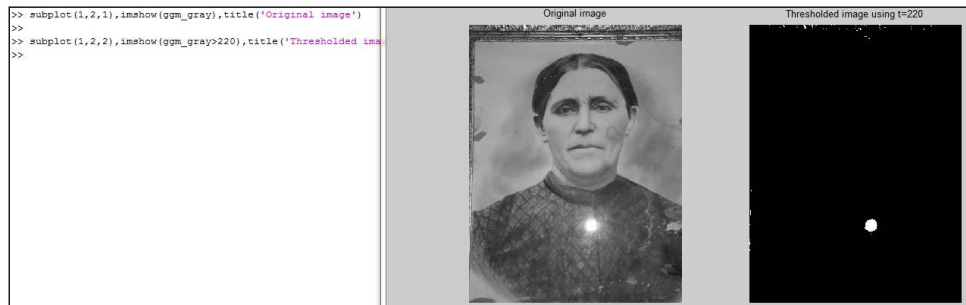 >> subplot(1,2,1),imshow(ggm_gray),title('Original image')
>>
>> subplot(1,2,2),imshow(ggm_gray>220),title('Thresholded ima
>>
Original image
Thresholded image using t=220